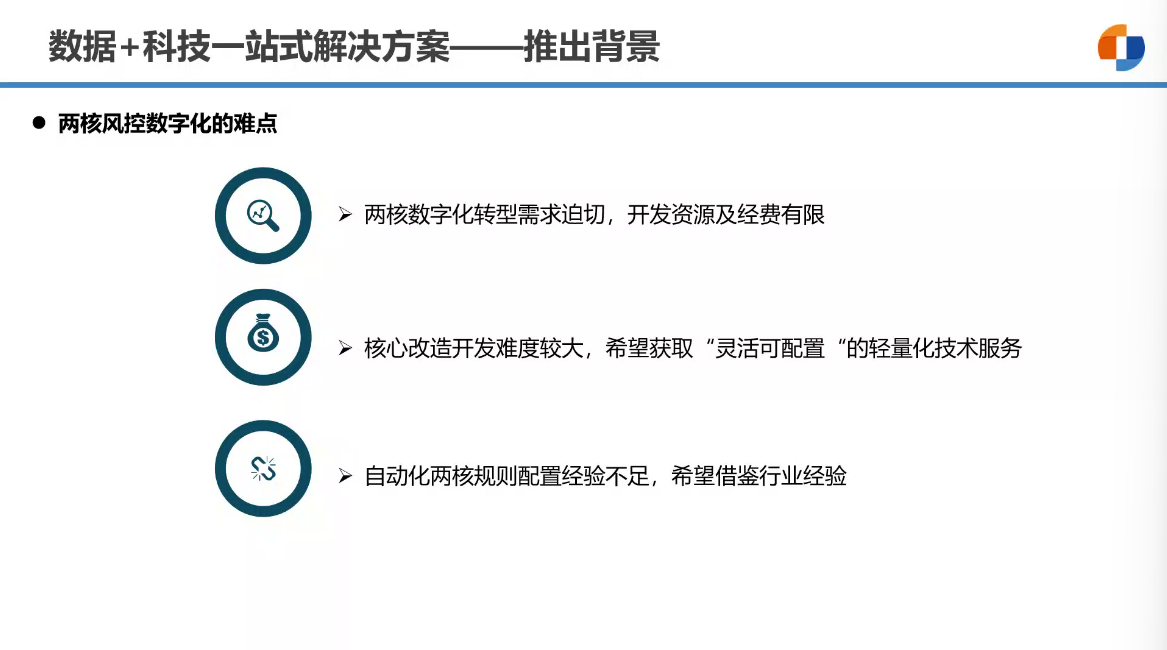 数据+科技一站式解决方案——推出背景
● 两核风控数字化的难点
➢ 两核数字化转型需求迫切，开发资源及经费有限
➢ 核心改造开发难度较大，希望获取“灵活可配置“的轻量化技术服务
➢ 自动化两核规则配置经验不足，希望借鉴行业经验